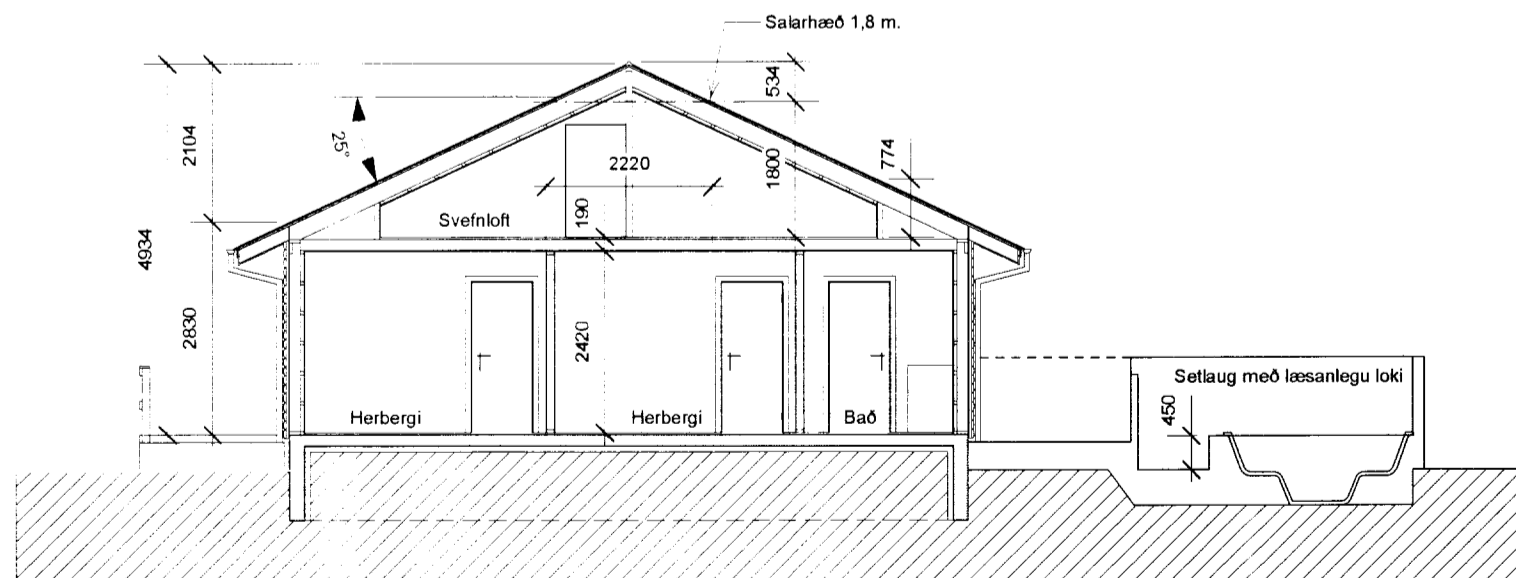 Salarhæð 1,8 m.
534
2104
25°
774
2220
1800
190
Svefnloft
4934
2830
2420
Setlaug með læsanlegu loki
450
Herbergi
Herbergi
Bað